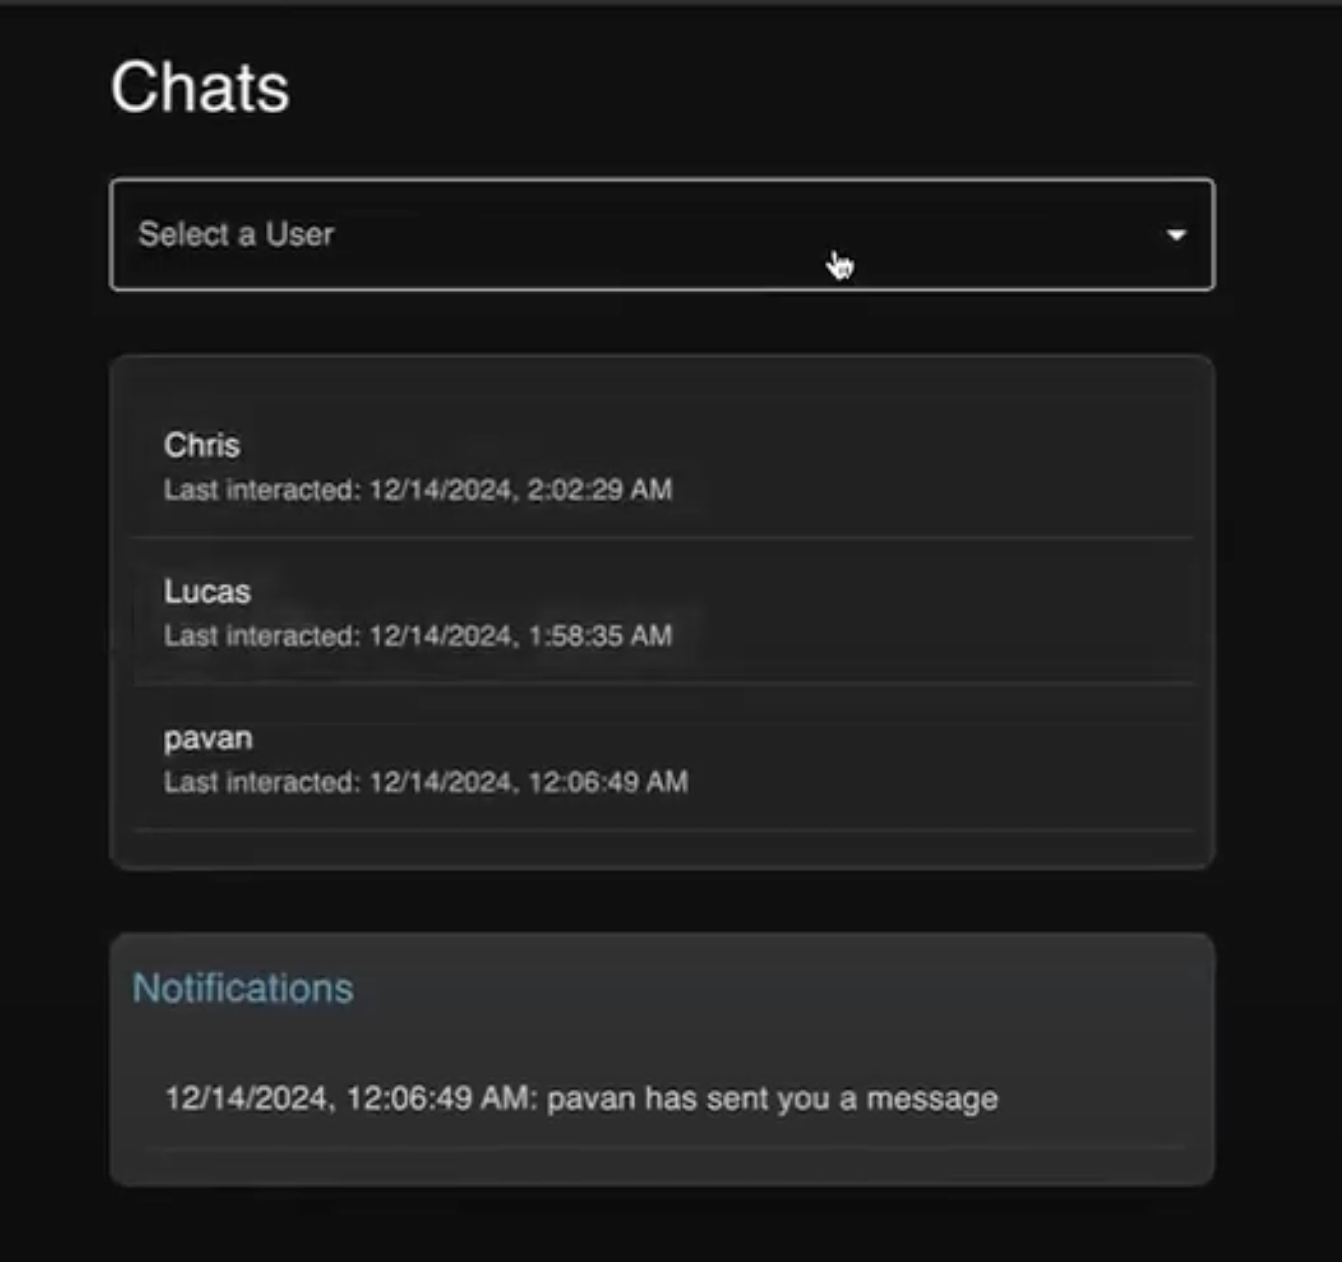 Chats
Select a User
Chris
Last interacted: 12/14/2024, 2:02:29 AM
Lucas
Last interacted: 12/14/2024, 1:58:35 AM
pavan
Last interacted: 12/14/2024, 12:06:49 AM
Notifications
12/14/2024, 12:06:49 AM: pavan has sent you a message